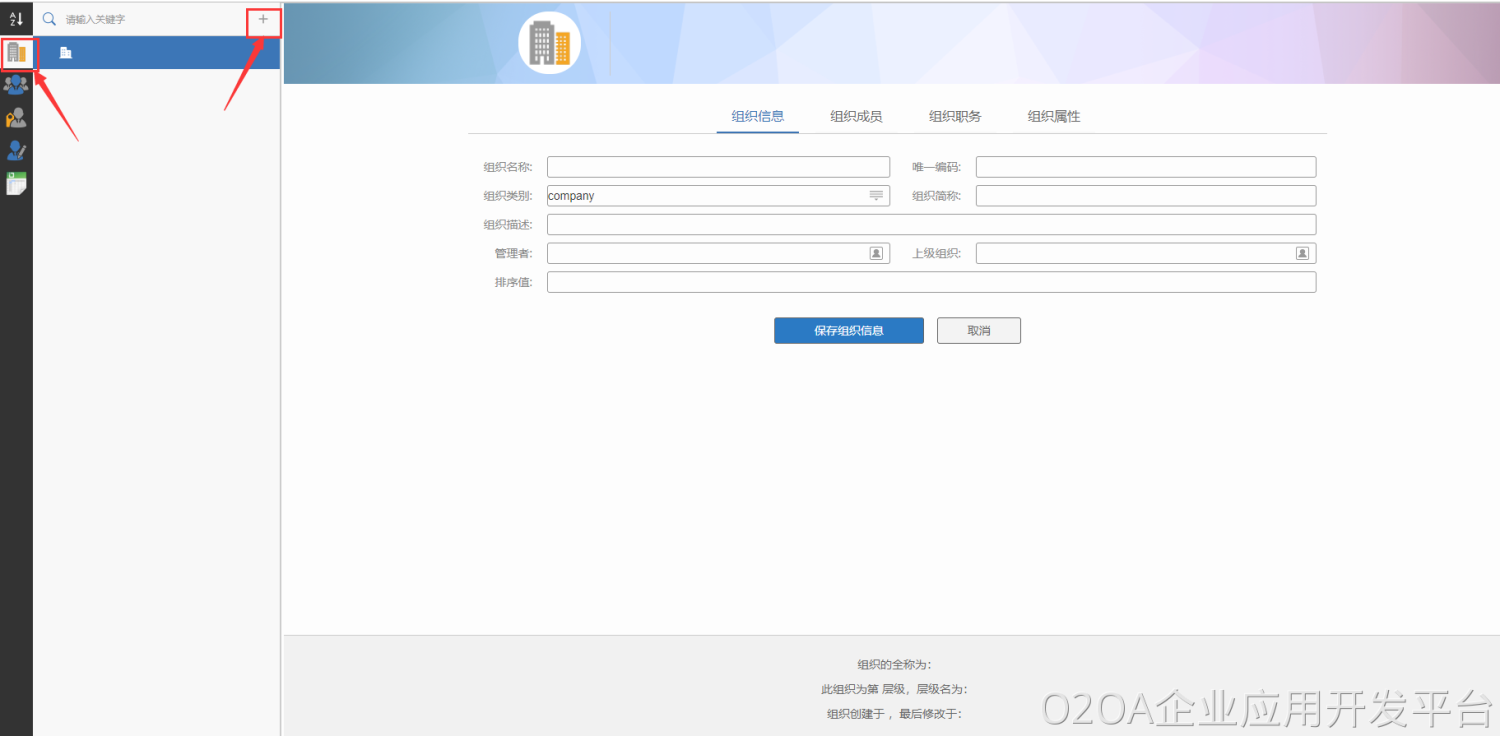 A
Z
请输入关键字
+
组织信息 组织成员 组织职务 组织属性
组织名称: 唯一编码:
组织类别: company 组织简称:
组织描述:
管理者: 上级组织:
排序值:
保存组织信息 取消
组织的全称为:
此组织为第 层级，层级名为:
组织创建于 ，最后修改于:
O2OA企业应用开发平台